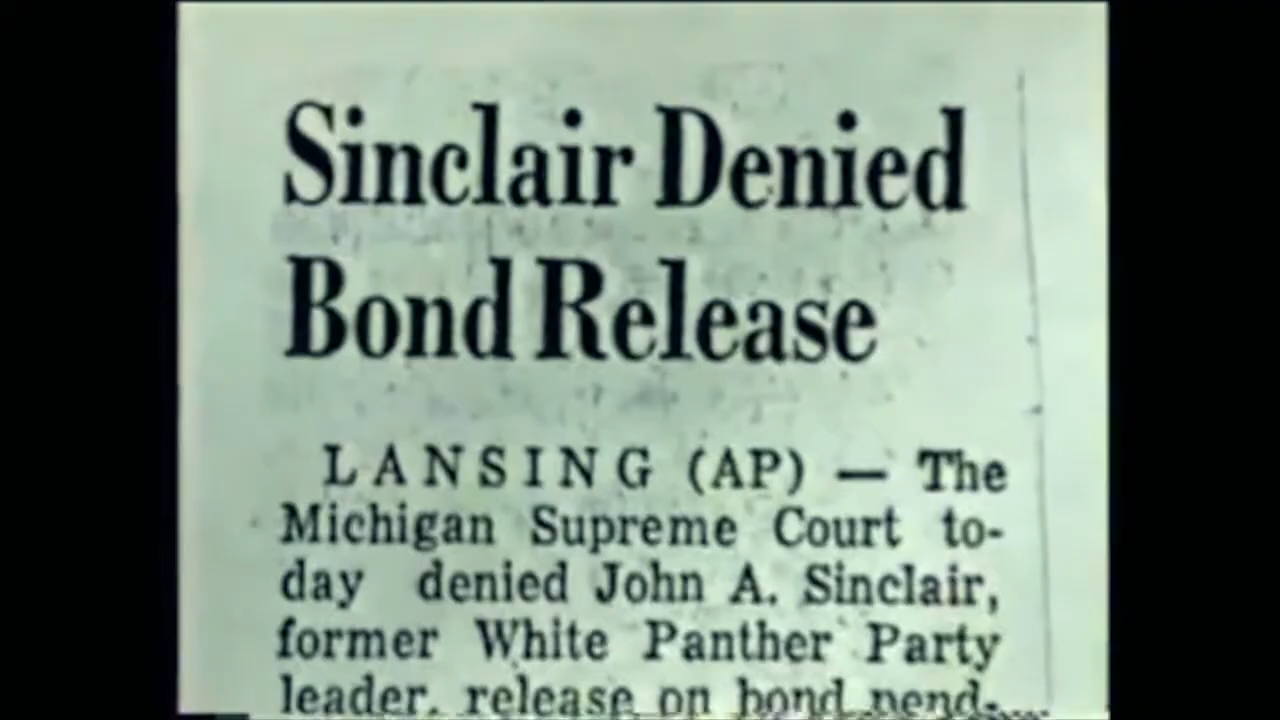 Sinclair Denied
Bond Release
LANSING (AP) — The
Michigan Supreme Court to-
day denied John A. Sinclair,
former White Panther Party
leader, release on bond pend-